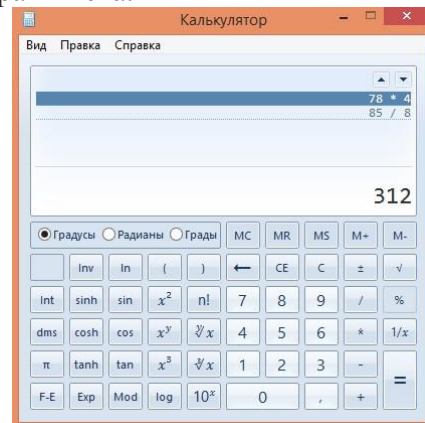 Калькулятор
Вид Правка Справка
78 * 4
85 / 8
312
Градусы Радианы Грады MC MR MS M+ M-
Inv ln ( ) ← CE C ± √
Int sinh sin x² n! 7 8 9 / %
dms cosh cos xʸ ʸ√x 4 5 6 * 1/x
π tanh tan x³ ³√x 1 2 3 - =
F-E Exp Mod log 10ˣ 0 , +